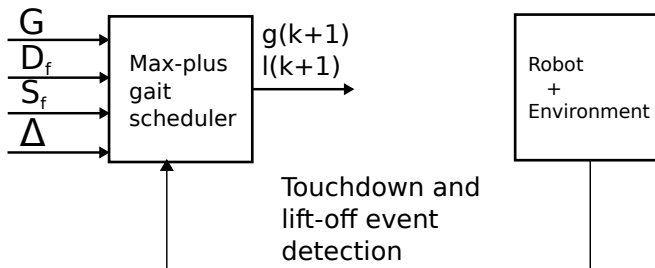 G
D_f
S_f
Δ
Max-plus
gait
scheduler
g(k+1)
l(k+1)
Robot
+
Environment
Touchdown and
lift-off event
detection